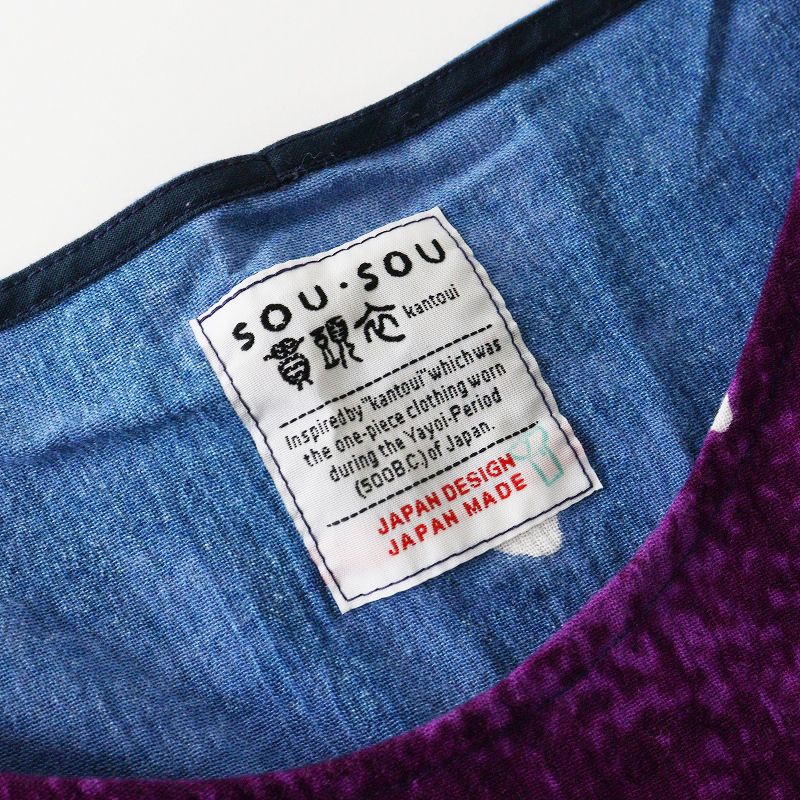 SOU・SOU
貫頭衣 kantoui
Inspired by "kantoui" which was
the one-piece clothing worn
during the Yayoi-Period
(500B.C.) of Japan.
JAPAN DESIGN
JAPAN MADE